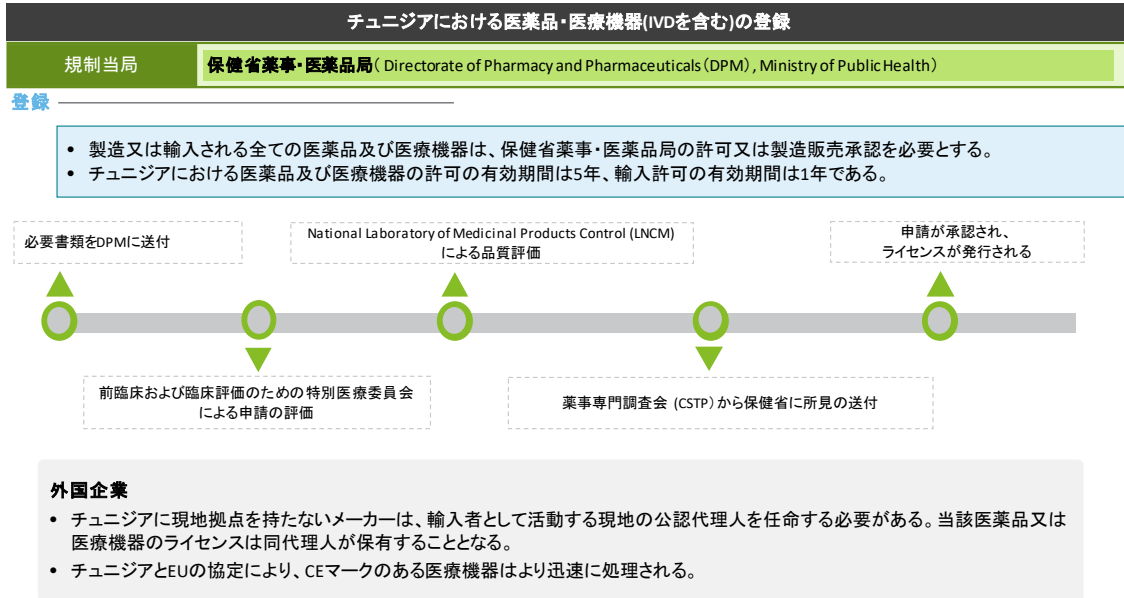 チュニジアにおける医薬品・医療機器(IVDを含む)の登録
規制当局
保健省薬事・医薬品局( Directorate of Pharmacy and Pharmaceuticals(DPM), Ministry of Public Health)
登録
• 製造又は輸入される全ての医薬品及び医療機器は、保健省薬事・医薬品局の許可又は製造販売承認を必要とする。
• チュニジアにおける医薬品及び医療機器の許可の有効期間は5年、輸入許可の有効期間は1年である。
必要書類をDPMに送付
National Laboratory of Medicinal Products Control (LNCM)
による品質評価
申請が承認され、
ライセンスが発行される
前臨床および臨床評価のための特別医療委員会
による申請の評価
薬事専門調査会 (CSTP)から保健省に所見の送付
外国企業
• チュニジアに現地拠点を持たないメーカーは、輸入者として活動する現地の公認代理人を任命する必要がある。当該医薬品又は
医療機器のライセンスは同代理人が保有することとなる。
• チュニジアとEUの協定により、CEマークのある医療機器はより迅速に処理される。